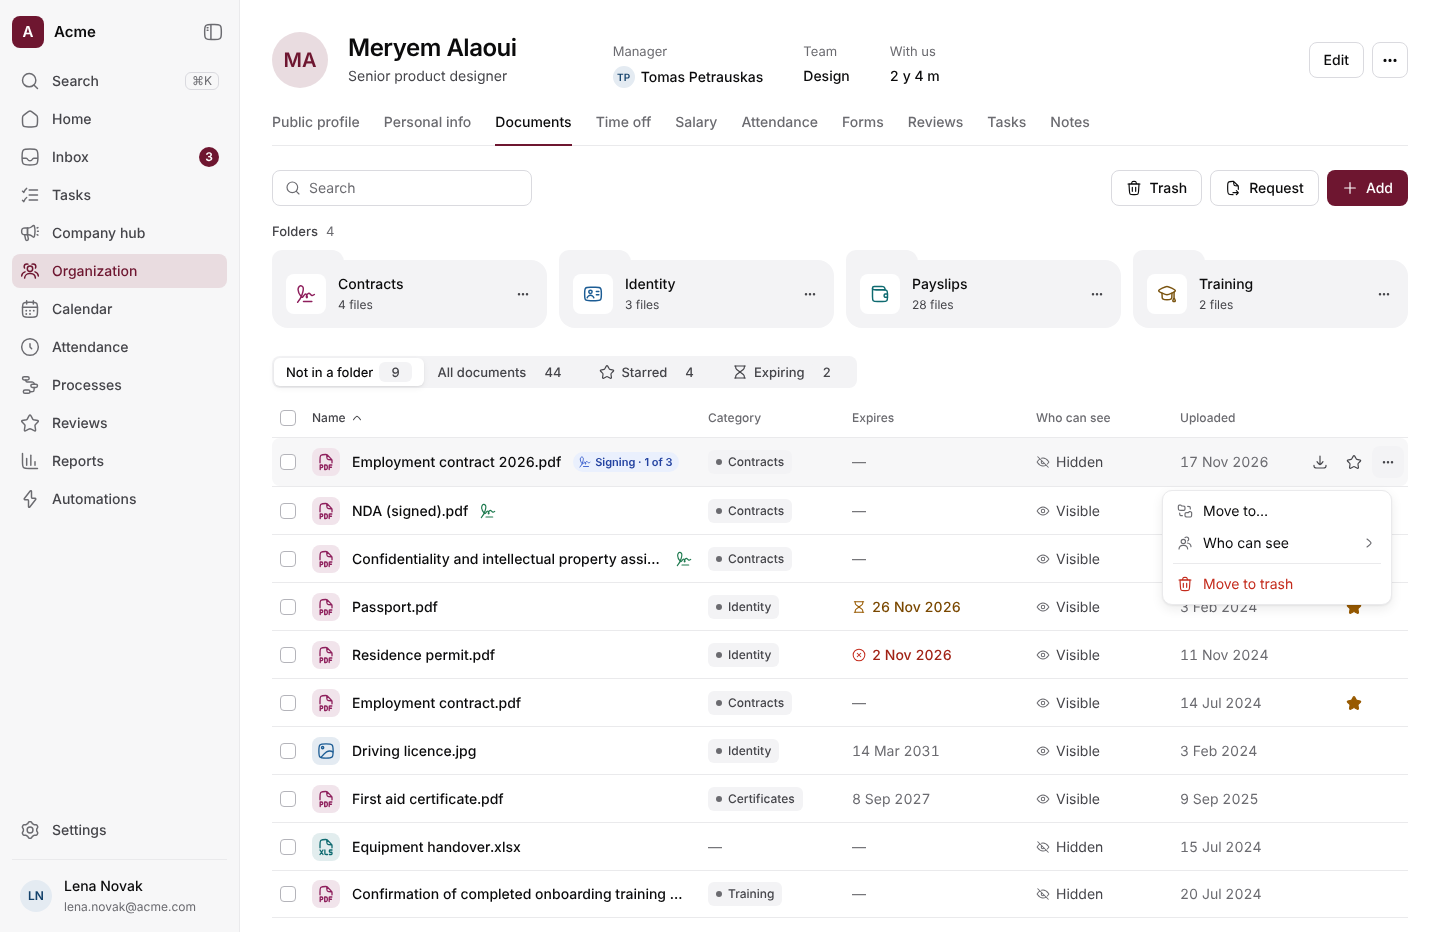 A Acme
Search ⌘K
Home
Inbox 3
Tasks
Company hub
Organization
Calendar
Attendance
Processes
Reviews
Reports
Automations
Settings
LN Lena Novak
lena.novak@acme.com
MA Meryem Alaoui
Senior product designer
Manager
TP Tomas Petrauskas
Team
Design
With us
2 y 4 m
Edit
Public profile Personal info Documents Time off Salary Attendance Forms Reviews Tasks Notes
Search
Trash Request Add
Folders 4
Contracts
4 files
Identity
3 files
Payslips
28 files
Training
2 files
Not in a folder 9 All documents 44 Starred 4 Expiring 2
Name Category Expires Who can see Uploaded
PDF Employment contract 2026.pdf Signing · 1 of 3 Contracts — Hidden 17 Nov 2026
PDF NDA (signed).pdf Contracts — Visible
PDF Confidentiality and intellectual property assi... Contracts — Visible
PDF Passport.pdf Identity 26 Nov 2026 Visible 3 Feb 2024
PDF Residence permit.pdf Identity 2 Nov 2026 Visible 11 Nov 2024
PDF Employment contract.pdf Contracts — Visible 14 Jul 2024
Driving licence.jpg Identity 14 Mar 2031 Visible 3 Feb 2024
PDF First aid certificate.pdf Certificates 8 Sep 2027 Visible 9 Sep 2025
XLS Equipment handover.xlsx — — Hidden 15 Jul 2024
PDF Confirmation of completed onboarding training ... Training — Hidden 20 Jul 2024
Move to...
Who can see
Move to trash